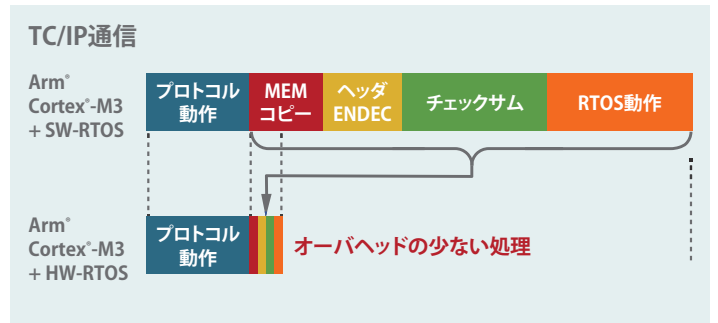 TC/IP通信
Arm®
Cortex®-M3
+ SW-RTOS
プロトコル
動作
MEM
コピー
ヘッダ
ENDEC
チェックサム
RTOS動作
Arm®
Cortex®-M3
+ HW-RTOS
プロトコル
動作
オーバヘッドの少ない処理